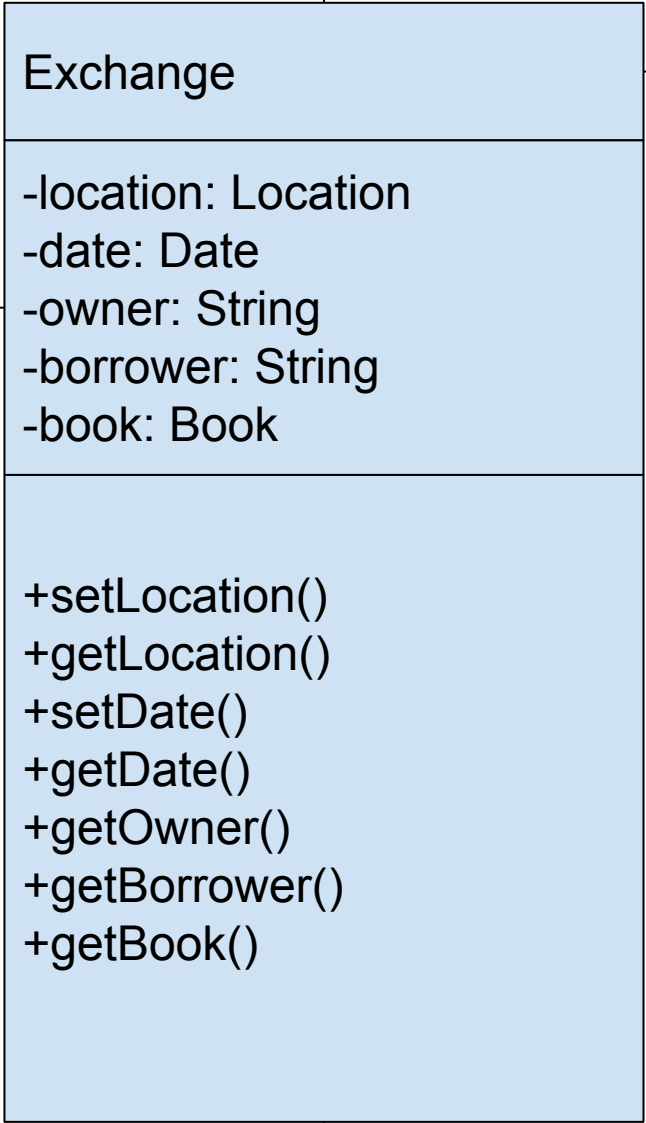 Exchange
-location: Location
-date: Date
-owner: String
-borrower: String
-book: Book
+setLocation()
+getLocation()
+setDate()
+getDate()
+getOwner()
+getBorrower()
+getBook()